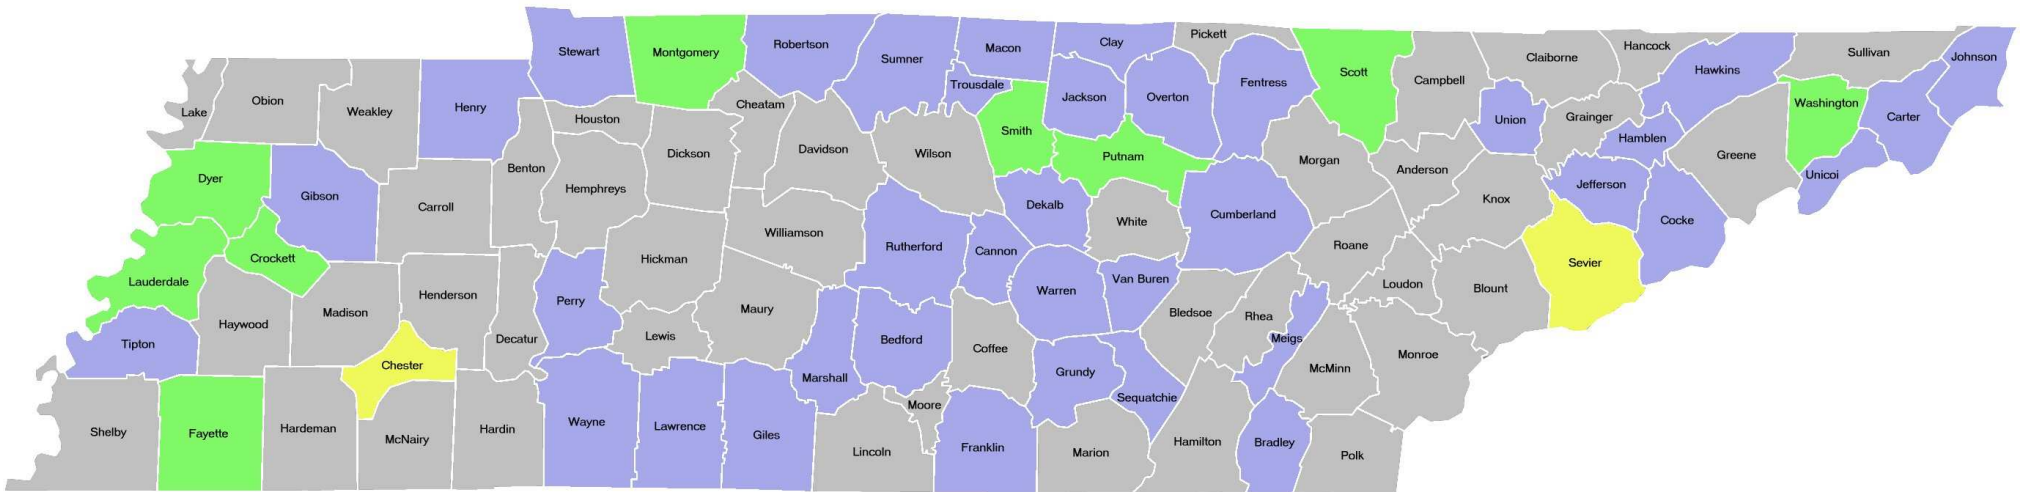 Stewart
Montgomery
Robertson
Sumner
Macon
Clay
Pickett
Fentress
Scott
Campbell
Claiborne
Hancock
Hawkins
Sullivan
Johnson
Lake
Obion
Weakley
Henry
Houston
Cheatam
Trousdale
Jackson
Overton
Union
Grainger
Hamblen
Washington
Carter
Dyer
Gibson
Carroll
Benton
Hemphreys
Dickson
Davidson
Wilson
Smith
Putnam
Morgan
Anderson
Knox
Jefferson
Greene
Unicoi
Lauderdale
Crockett
Perry
Hickman
Williamson
Rutherford
Cannon
Dekalb
White
Cumberland
Roane
Loudon
Blount
Sevier
Cocke
Tipton
Haywood
Madison
Henderson
Decatur
Lewis
Maury
Bedford
Coffee
Warren
Van Buren
Bledsoe
Rhea
Meigs
McMinn
Monroe
Chester
Marshall
Moore
Grundy
Sequatchie
Shelby
Fayette
Hardeman
McNairy
Hardin
Wayne
Lawrence
Giles
Lincoln
Franklin
Marion
Hamilton
Bradley
Polk